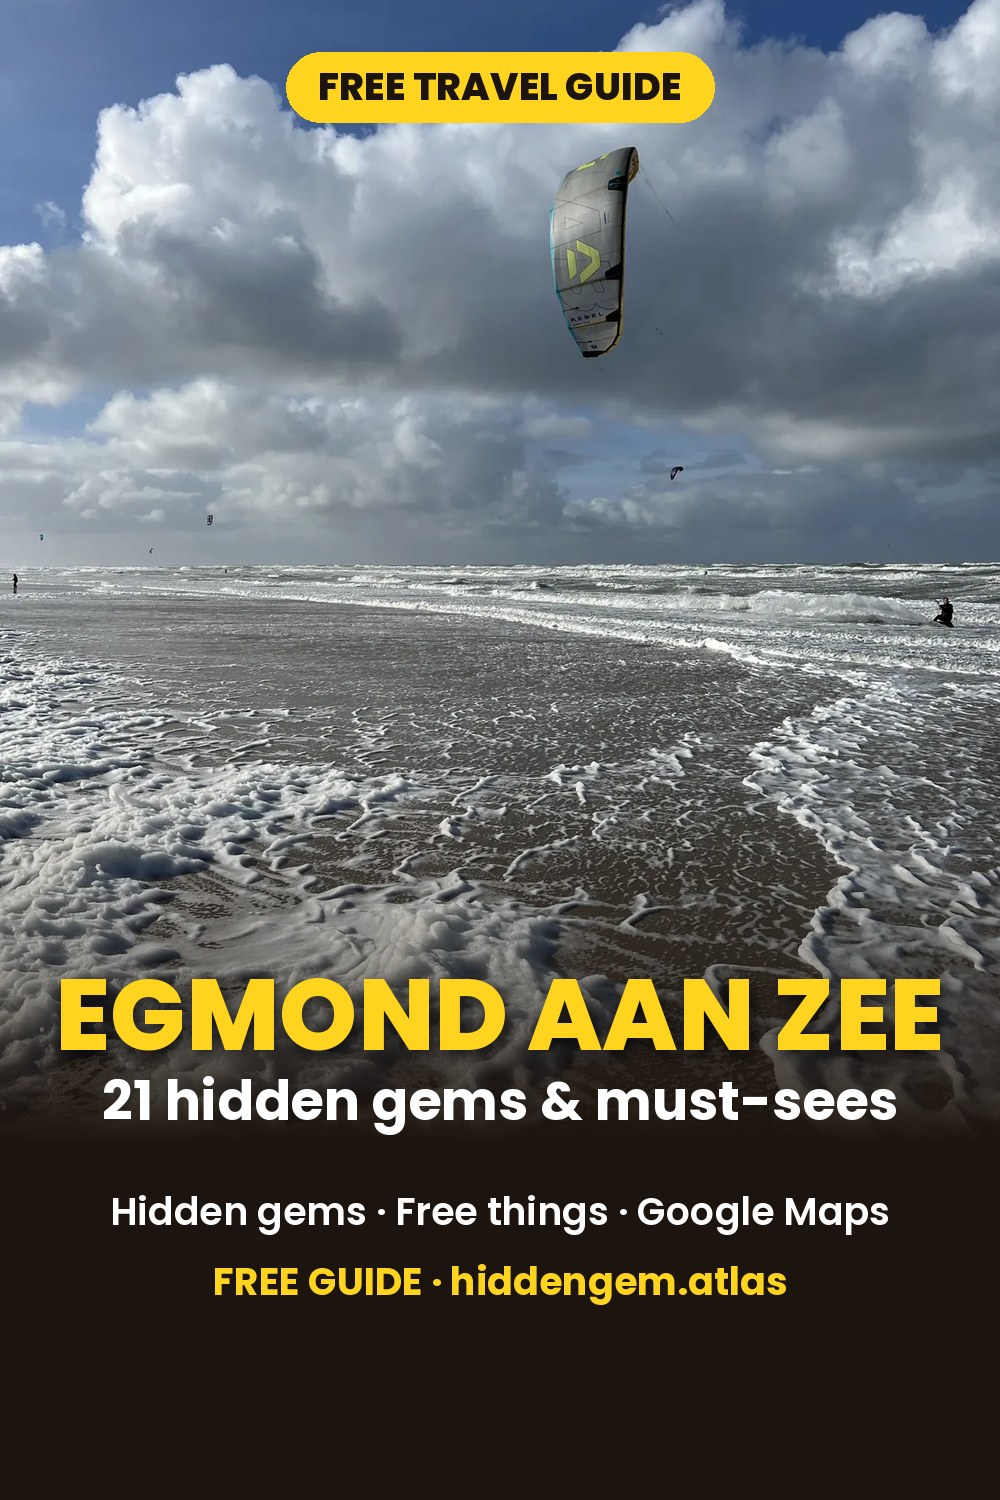 FREE TRAVEL GUIDE
REBEL
EGMOND AAN ZEE
21 hidden gems & must-sees
Hidden gems · Free things · Google Maps
FREE GUIDE · hiddengem.atlas